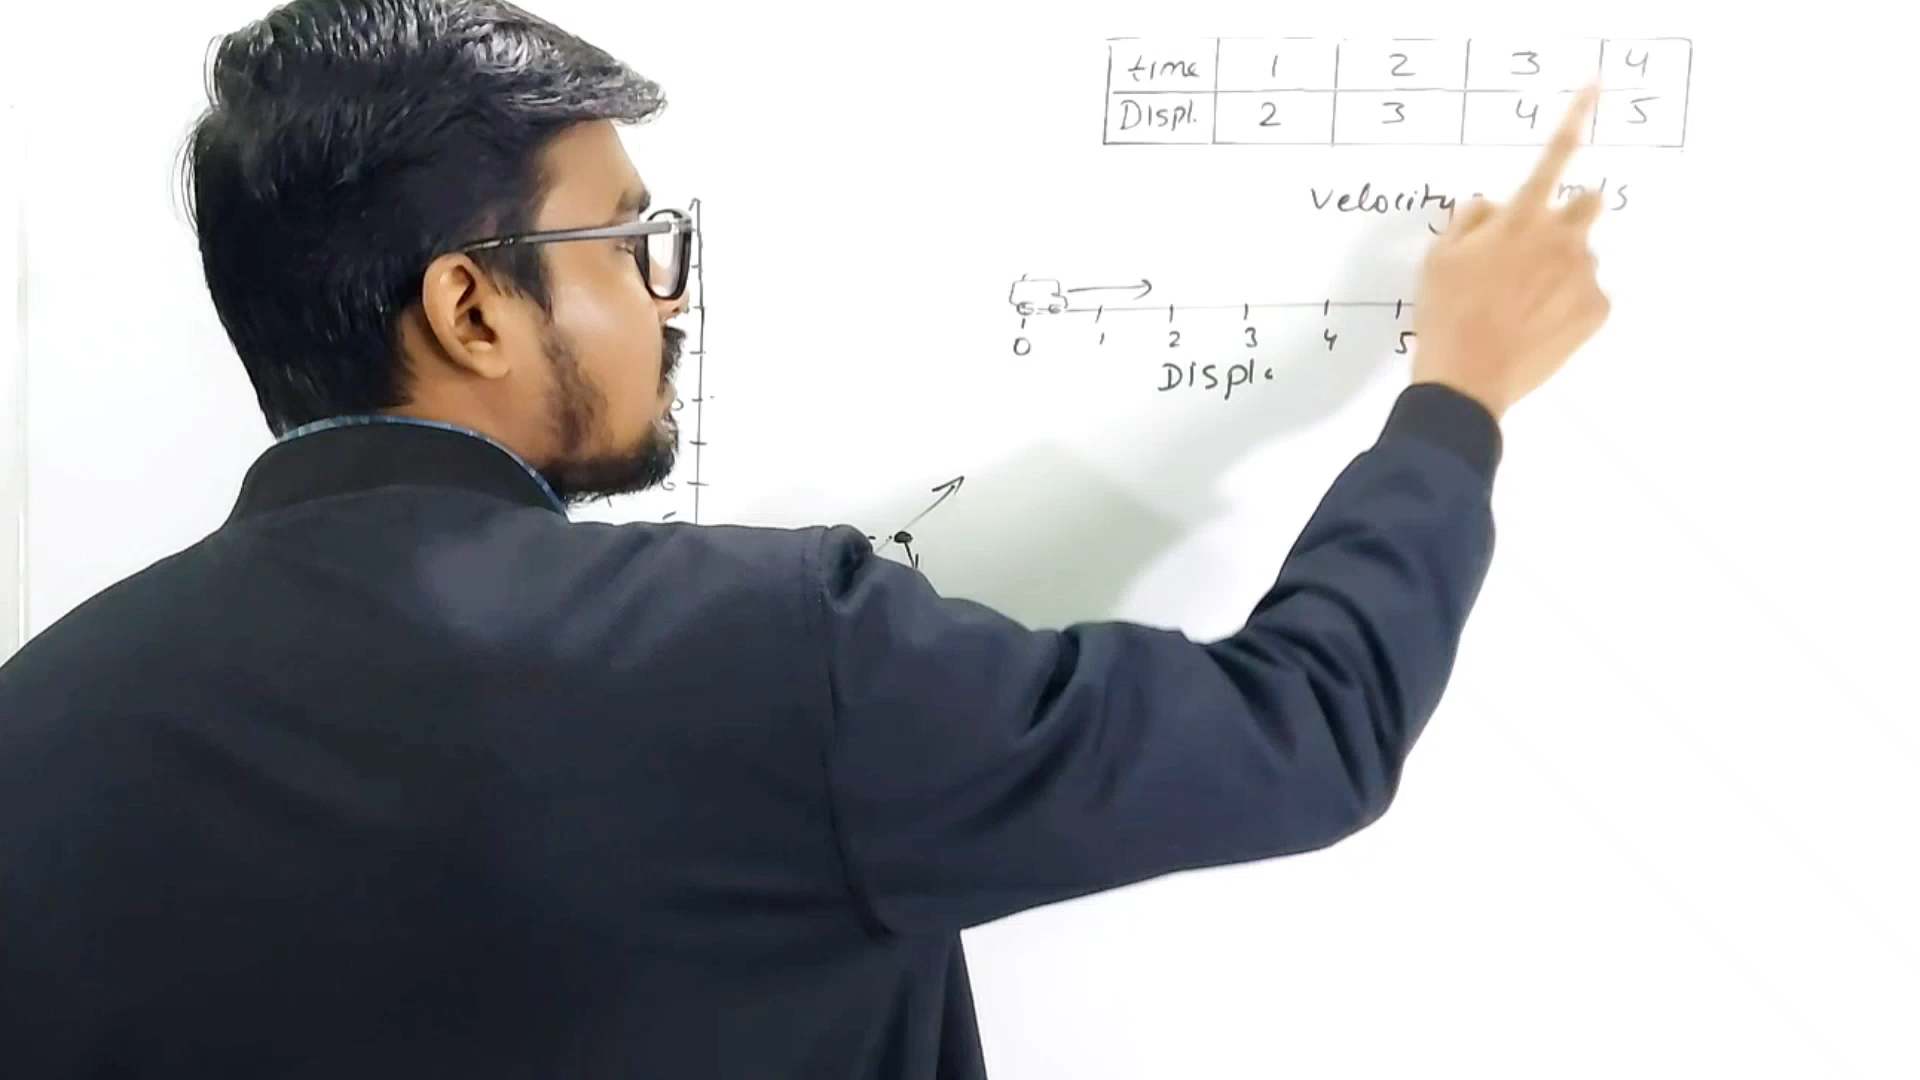 time 1 2 3 4
Displ. 2 3 4 5
Velocity m/s
0 1 2 3 4 5
Displ.